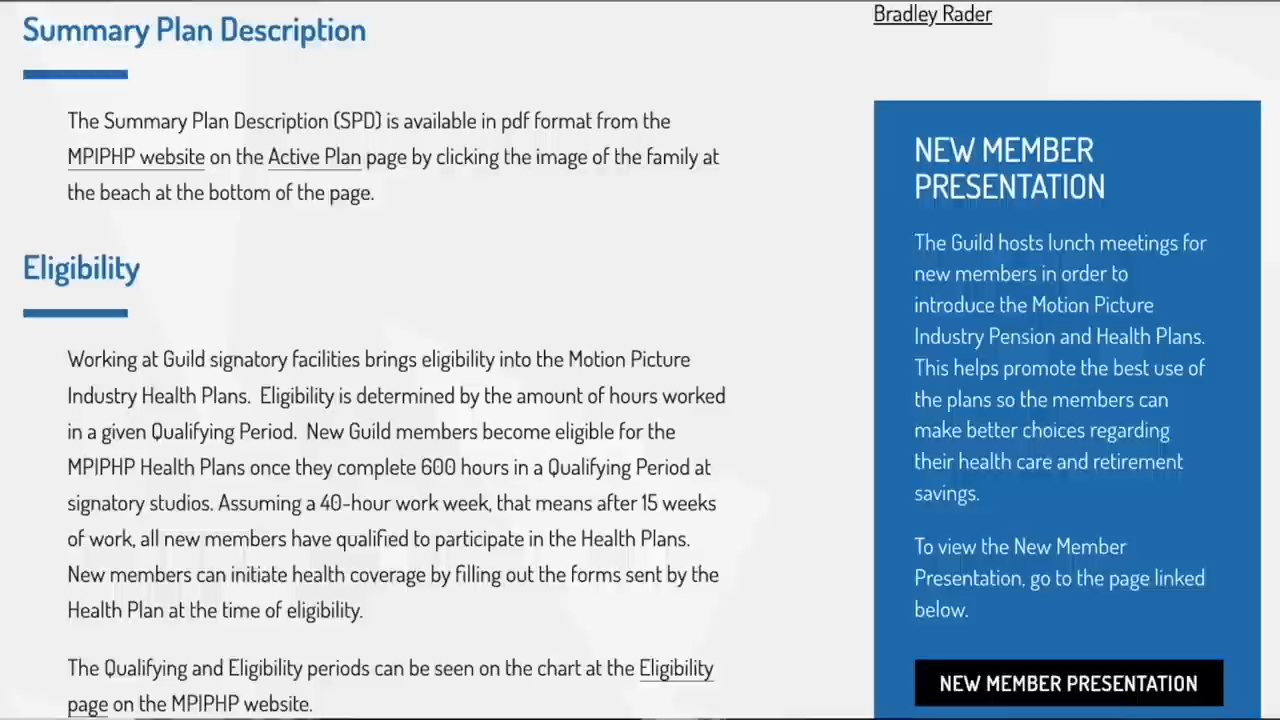 Summary Plan Description
The Summary Plan Description (SPD) is available in pdf format from the
MPIPHP website on the Active Plan page by clicking the image of the family at
the beach at the bottom of the page.
Eligibility
Working at Guild signatory facilities brings eligibility into the Motion Picture
Industry Health Plans.  Eligibility is determined by the amount of hours worked
in a given Qualifying Period.  New Guild members become eligible for the
MPIPHP Health Plans once they complete 600 hours in a Qualifying Period at
signatory studios. Assuming a 40-hour work week, that means after 15 weeks
of work, all new members have qualified to participate in the Health Plans.
New members can initiate health coverage by filling out the forms sent by the
Health Plan at the time of eligibility.
The Qualifying and Eligibility periods can be seen on the chart at the Eligibility
page on the MPIPHP website.
Bradley Rader
NEW MEMBER
PRESENTATION
The Guild hosts lunch meetings for
new members in order to
introduce the Motion Picture
Industry Pension and Health Plans.
This helps promote the best use of
the plans so the members can
make better choices regarding
their health care and retirement
savings.
To view the New Member
Presentation, go to the page linked
below.
NEW MEMBER PRESENTATION